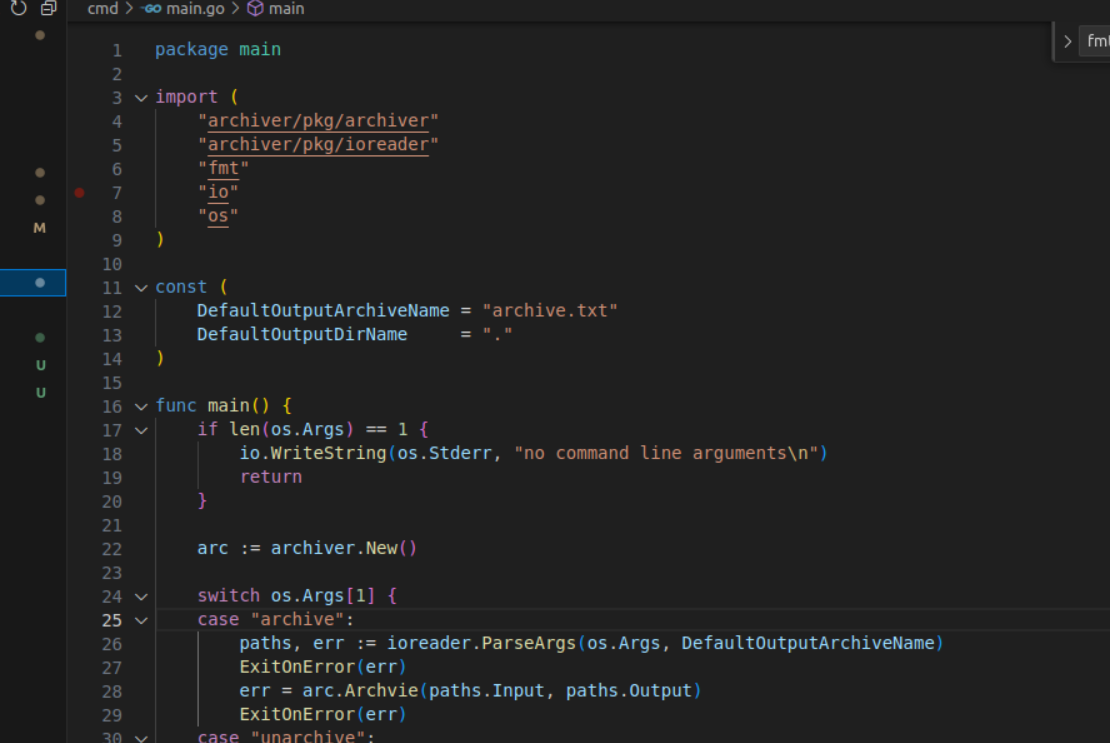 cmd > GO main.go > main
fmt
1 package main
2
3 import (
4 "archiver/pkg/archiver"
5 "archiver/pkg/ioreader"
6 "fmt"
7 "io"
8 "os"
9 )
10
11 const (
12 DefaultOutputArchiveName = "archive.txt"
13 DefaultOutputDirName     = "."
14 )
15
16 func main() {
17 if len(os.Args) == 1 {
18 io.WriteString(os.Stderr, "no command line arguments\n")
19 return
20 }
21
22 arc := archiver.New()
23
24 switch os.Args[1] {
25 case "archive":
26 paths, err := ioreader.ParseArgs(os.Args, DefaultOutputArchiveName)
27 ExitOnError(err)
28 err = arc.Archvie(paths.Input, paths.Output)
29 ExitOnError(err)
30 case "unarchive":
M
U
U